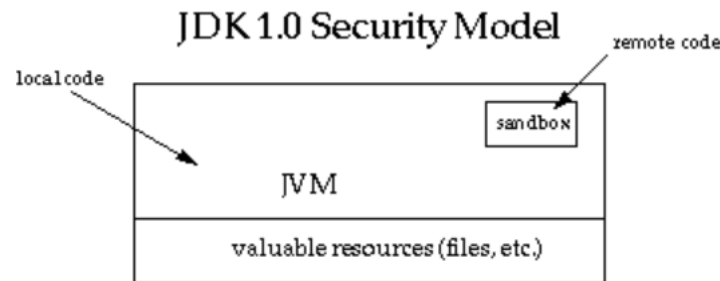 JDK 1.0 Security Model
remote code
local code
sandbox
JVM
valuable resources (files, etc.)